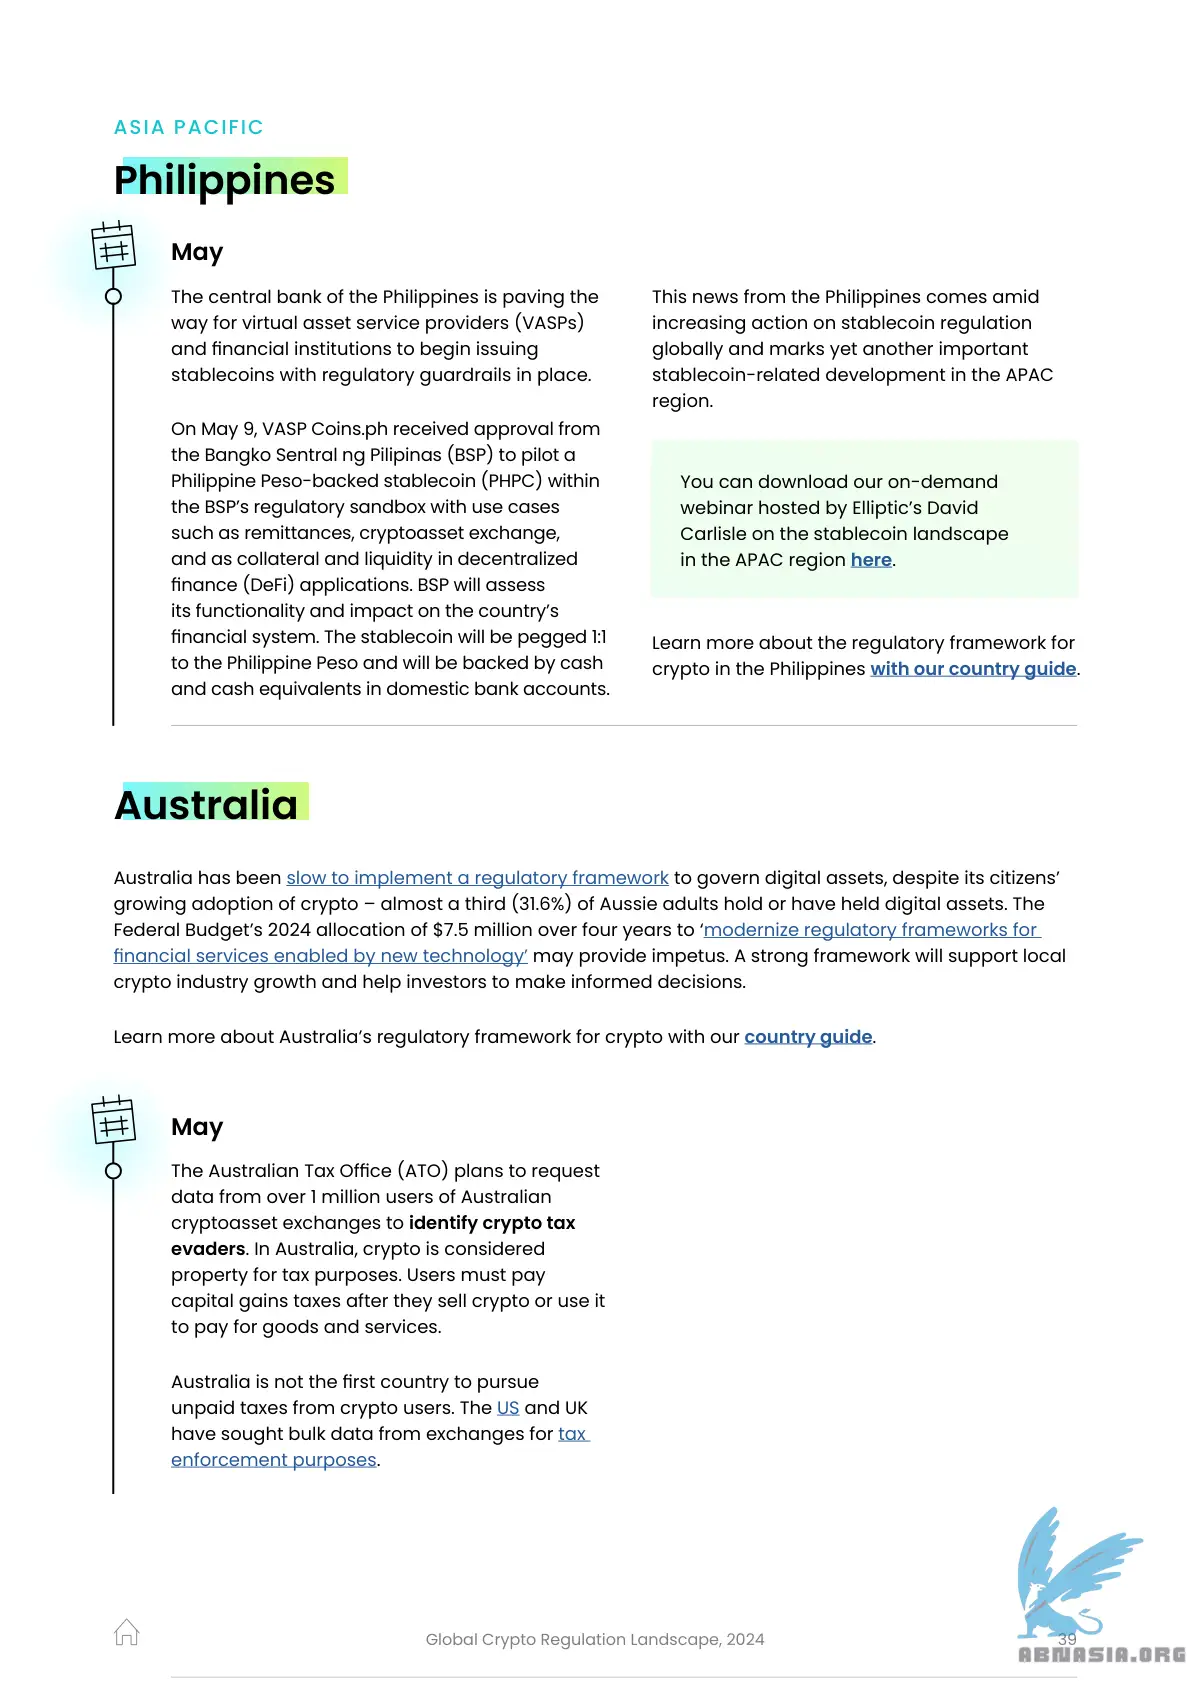 ASIA PACIFIC
Philippines
May
The central bank of the Philippines is paving the
way for virtual asset service providers (VASPs)
and financial institutions to begin issuing
stablecoins with regulatory guardrails in place.
On May 9, VASP Coins.ph received approval from
the Bangko Sentral ng Pilipinas (BSP) to pilot a
Philippine Peso-backed stablecoin (PHPC) within
the BSP’s regulatory sandbox with use cases
such as remittances, cryptoasset exchange,
and as collateral and liquidity in decentralized
finance (DeFi) applications. BSP will assess
its functionality and impact on the country’s
financial system. The stablecoin will be pegged 1:1
to the Philippine Peso and will be backed by cash
and cash equivalents in domestic bank accounts.
This news from the Philippines comes amid
increasing action on stablecoin regulation
globally and marks yet another important
stablecoin-related development in the APAC
region.
You can download our on-demand
webinar hosted by Elliptic’s David
Carlisle on the stablecoin landscape
in the APAC region here.
Learn more about the regulatory framework for
crypto in the Philippines with our country guide.
Australia
Australia has been slow to implement a regulatory framework to govern digital assets, despite its citizens’
growing adoption of crypto – almost a third (31.6%) of Aussie adults hold or have held digital assets. The
Federal Budget’s 2024 allocation of $7.5 million over four years to ‘modernize regulatory frameworks for
financial services enabled by new technology’ may provide impetus. A strong framework will support local
crypto industry growth and help investors to make informed decisions.
Learn more about Australia’s regulatory framework for crypto with our country guide.
May
The Australian Tax Office (ATO) plans to request
data from over 1 million users of Australian
cryptoasset exchanges to identify crypto tax
evaders. In Australia, crypto is considered
property for tax purposes. Users must pay
capital gains taxes after they sell crypto or use it
to pay for goods and services.
Australia is not the first country to pursue
unpaid taxes from crypto users. The US and UK
have sought bulk data from exchanges for tax
enforcement purposes.
Global Crypto Regulation Landscape, 2024
39
ABNASIA.ORG